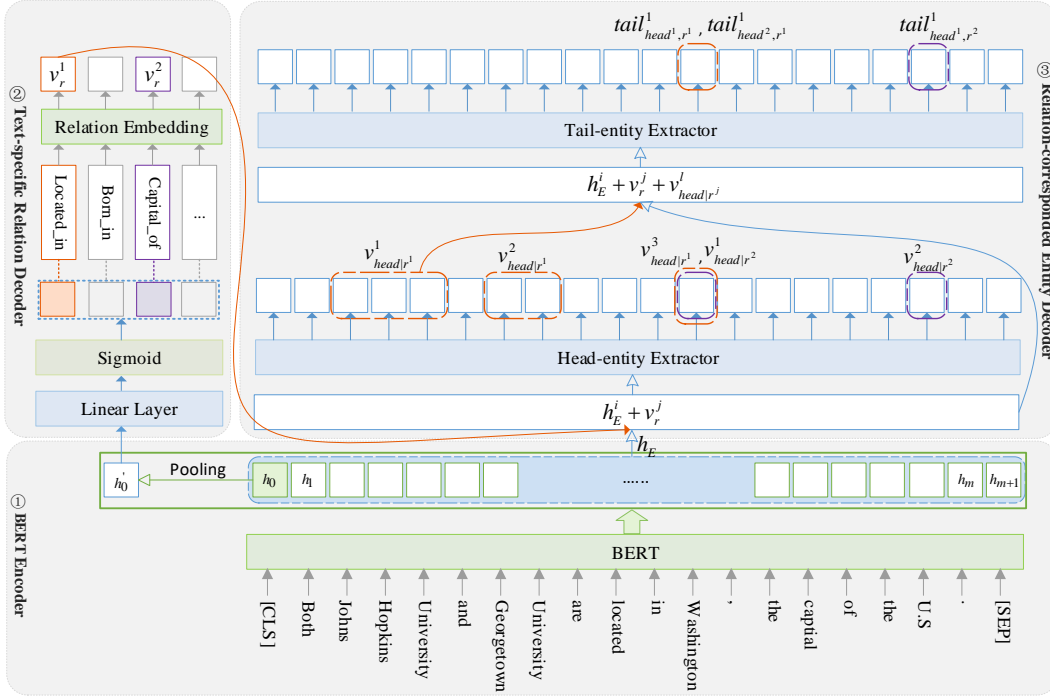 ② Text-specific Relation Decoder
v_r^1
v_r^2
Relation Embedding
Located_in
Born_in
Capital_of
...
Sigmoid
Linear Layer
③ Relation-corresponded Entity Decoder
tail^1_{head^1,r^1} , tail^1_{head^2,r^1}
tail^1_{head^1,r^2}
Tail-entity Extractor
h_E^i + v_r^j + v^l_{head|r^j}
v^1_{head|r^1}
v^2_{head|r^1}
v^3_{head|r^1} , v^1_{head|r^2}
v^2_{head|r^2}
Head-entity Extractor
h_E^i + v_r^j
h_E
① BERT Encoder
h_0^'
Pooling
h_0
h_1
......
h_m
h_{m+1}
BERT
[CLS]
Both
Johns
Hopkins
University
and
Georgetown
University
are
located
in
Washington
,
the
captial
of
the
U.S
.
[SEP]